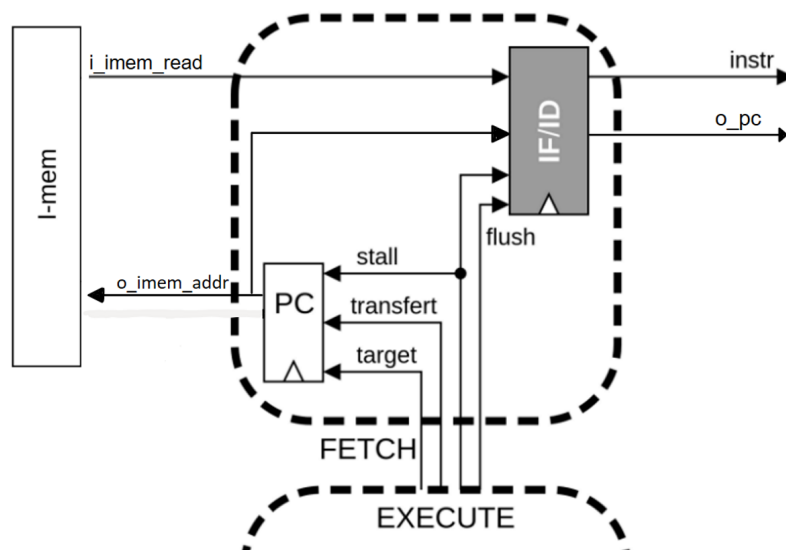 i_imem_read
instr
o_pc
IF/ID
I-mem
flush
stall
o_imem_addr
PC
transfert
target
FETCH
EXECUTE